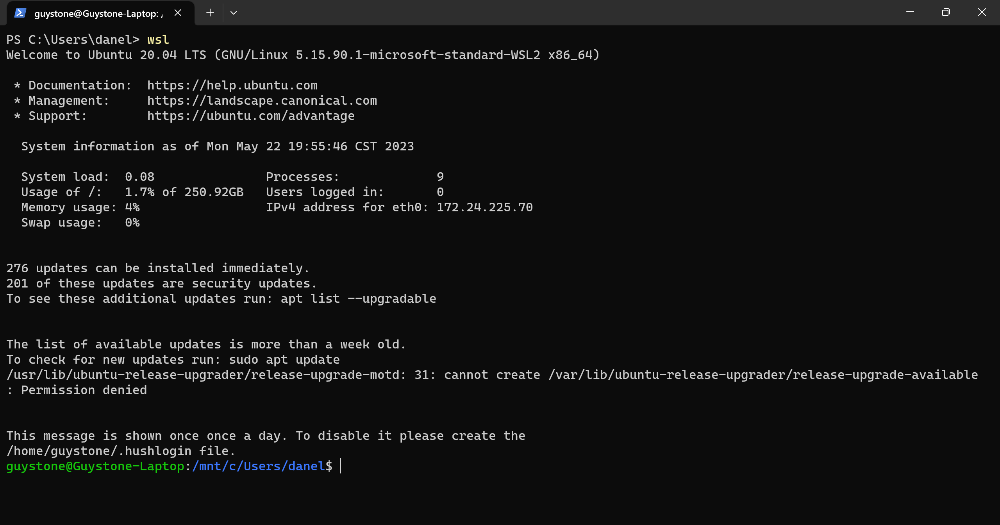 guystone@Guystone-Laptop:
PS C:\Users\danel> wsl
Welcome to Ubuntu 20.04 LTS (GNU/Linux 5.15.90.1-microsoft-standard-WSL2 x86_64)
* Documentation:  https://help.ubuntu.com
* Management:     https://landscape.canonical.com
* Support:        https://ubuntu.com/advantage
System information as of Mon May 22 19:55:46 CST 2023
System load:  0.08               Processes:             9
Usage of /:   1.7% of 250.92GB   Users logged in:       0
Memory usage: 4%                 IPv4 address for eth0: 172.24.225.70
Swap usage:   0%
276 updates can be installed immediately.
201 of these updates are security updates.
To see these additional updates run: apt list --upgradable
The list of available updates is more than a week old.
To check for new updates run: sudo apt update
/usr/lib/ubuntu-release-upgrader/release-upgrade-motd: 31: cannot create /var/lib/ubuntu-release-upgrader/release-upgrade-available
: Permission denied
This message is shown once once a day. To disable it please create the
/home/guystone/.hushlogin file.
guystone@Guystone-Laptop:/mnt/c/Users/danel$